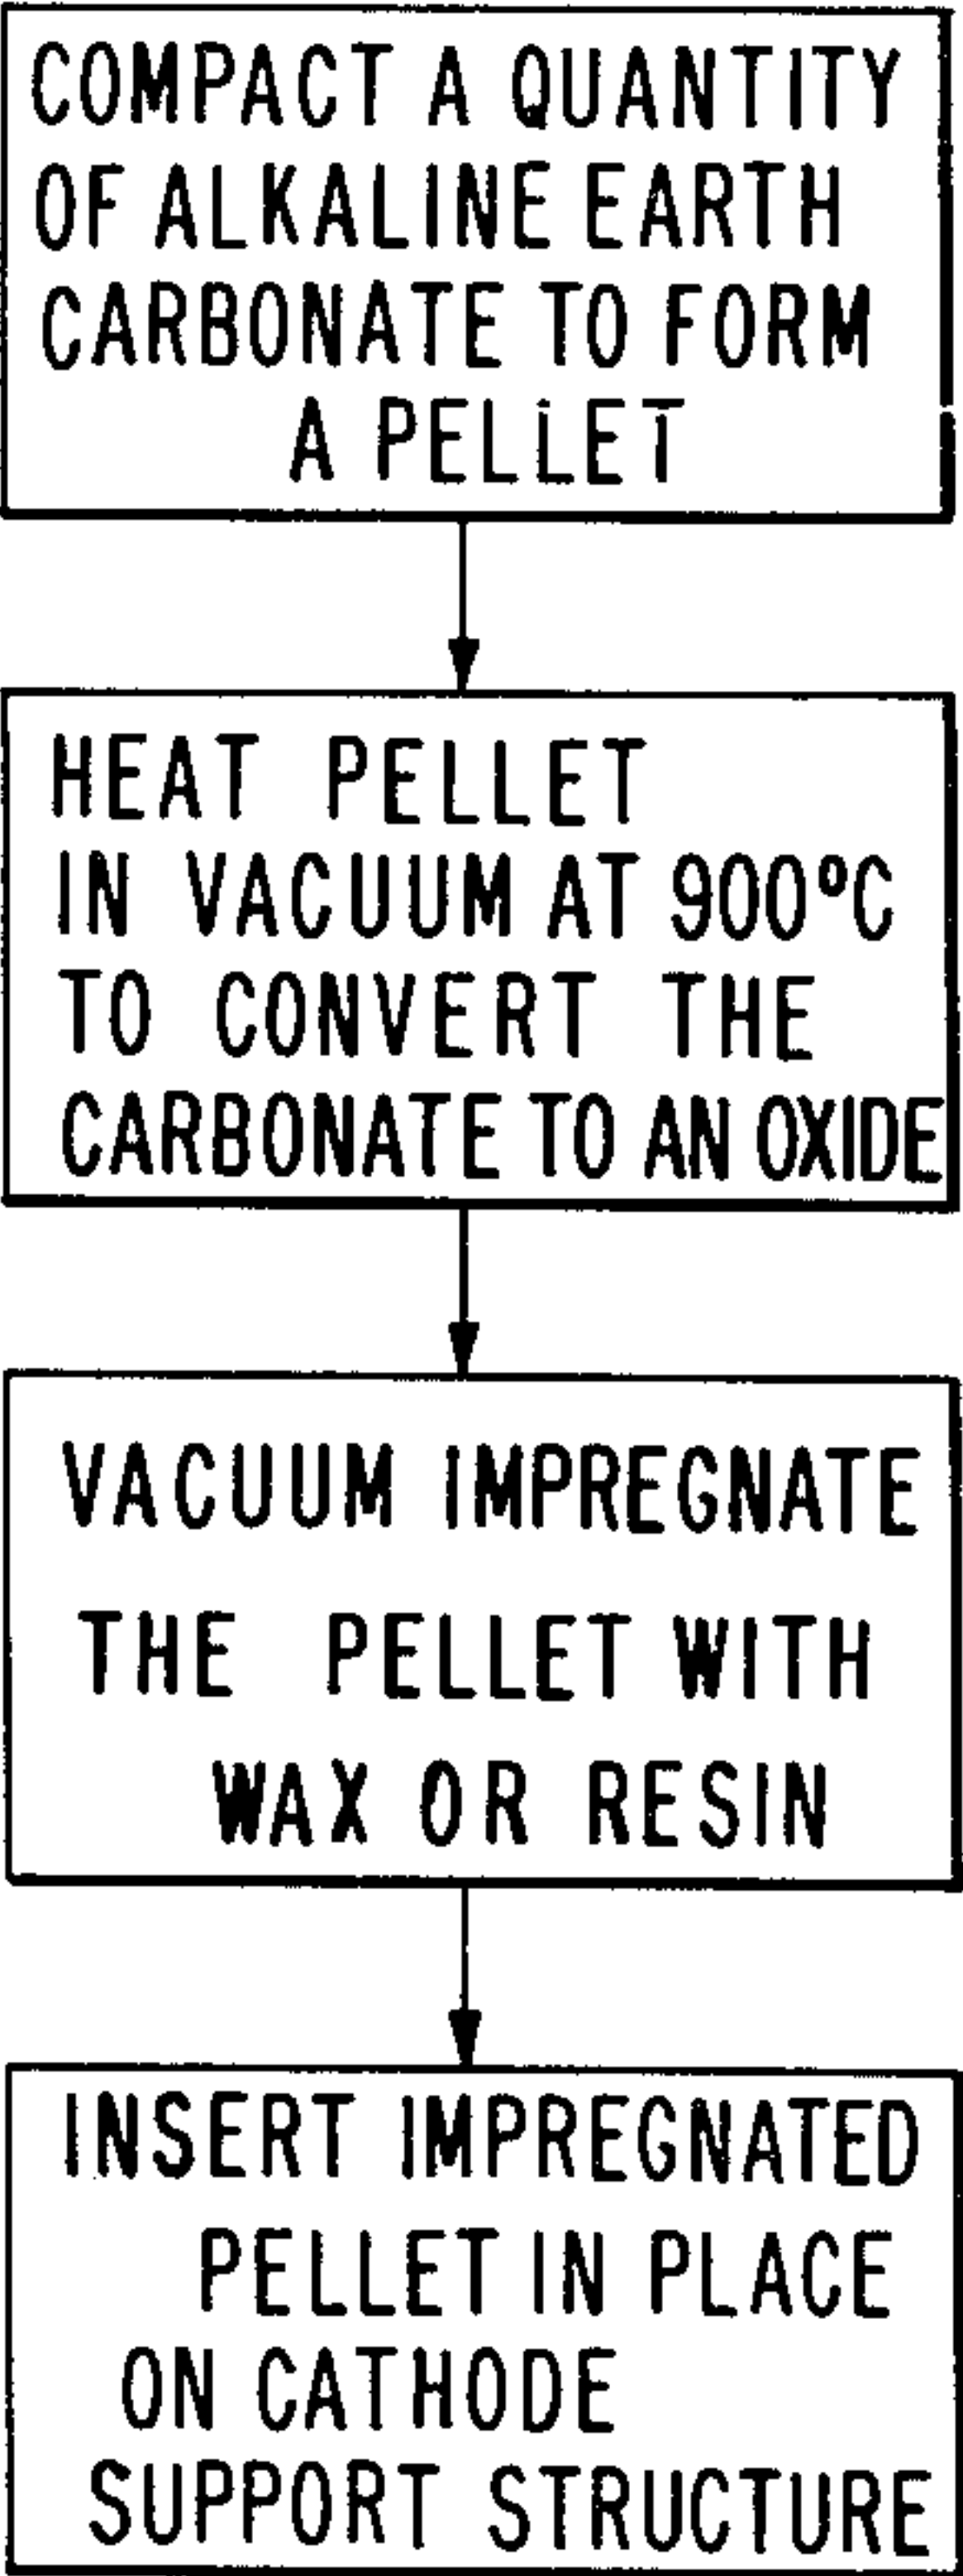 COMPACT A QUANTITY
OF ALKALINE EARTH
CARBONATE TO FORM
A PELLET
HEAT PELLET
IN VACUUM AT 900°C
TO CONVERT THE
CARBONATE TO AN OXIDE
VACUUM IMPREGNATE
THE PELLET WITH
WAX OR RESIN
INSERT IMPREGNATED
PELLET IN PLACE
ON CATHODE
SUPPORT STRUCTURE